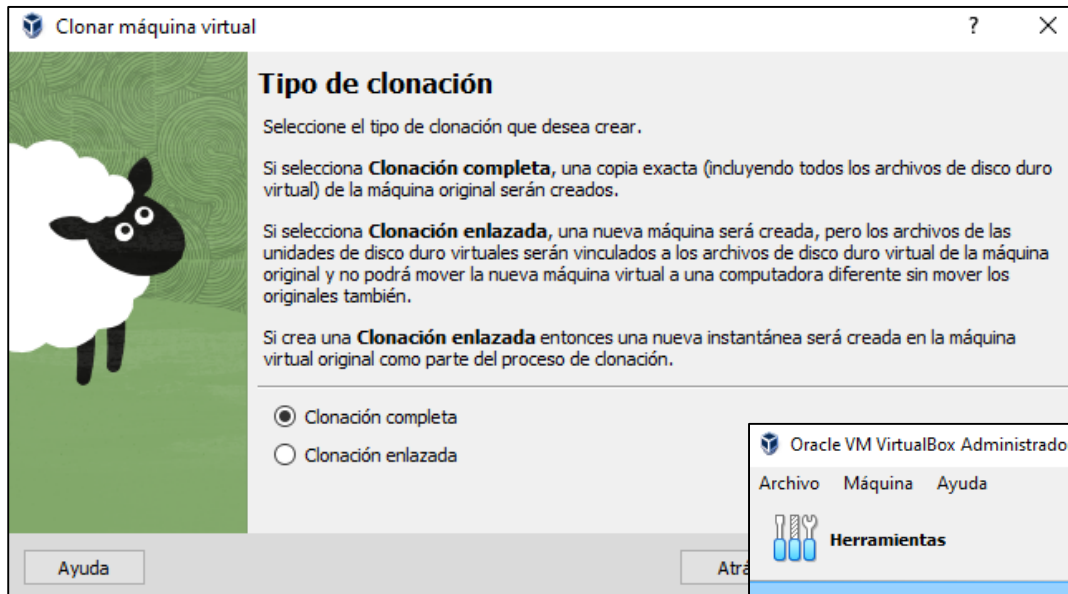 Clonar máquina virtual
?
Tipo de clonación
Seleccione el tipo de clonación que desea crear.
Si selecciona Clonación completa, una copia exacta (incluyendo todos los archivos de disco duro
virtual) de la máquina original serán creados.
Si selecciona Clonación enlazada, una nueva máquina será creada, pero los archivos de las
unidades de disco duro virtuales serán vinculados a los archivos de disco duro virtual de la máquina
original y no podrá mover la nueva máquina virtual a una computadora diferente sin mover los
originales también.
Si crea una Clonación enlazada entonces una nueva instantánea será creada en la máquina
virtual original como parte del proceso de clonación.
Clonación completa
Clonación enlazada
Ayuda
Atrá
Oracle VM VirtualBox Administrado
Archivo Máquina Ayuda
Herramientas